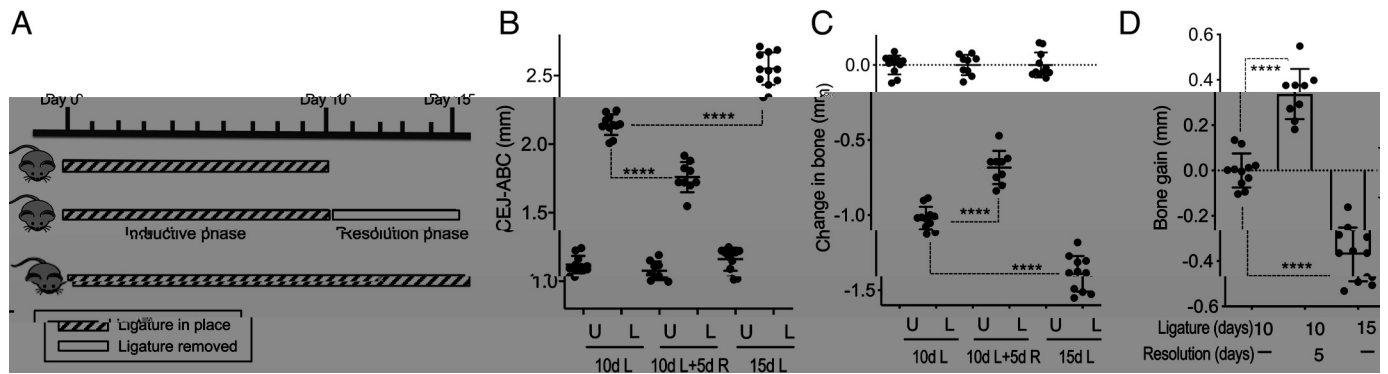 A
Day 0
Day 10
Day 15
Inductive phase
Resolution phase
Ligature in place
Ligature removed
B
CEJ-ABC (mm)
2.5
2.0
1.5
1.0
****
****
U L U L U L
10d L 10d L+5d R 15d L
C
Change in bone (mm)
0.0
-0.5
-1.0
-1.5
****
****
U L U L U L
10d L 10d L+5d R 15d L
D
Bone gain (mm)
0.4
0.2
0.0
-0.2
-0.4
-0.6
****
****
Ligature (days) 10 10 15
Resolution (days) — 5 —